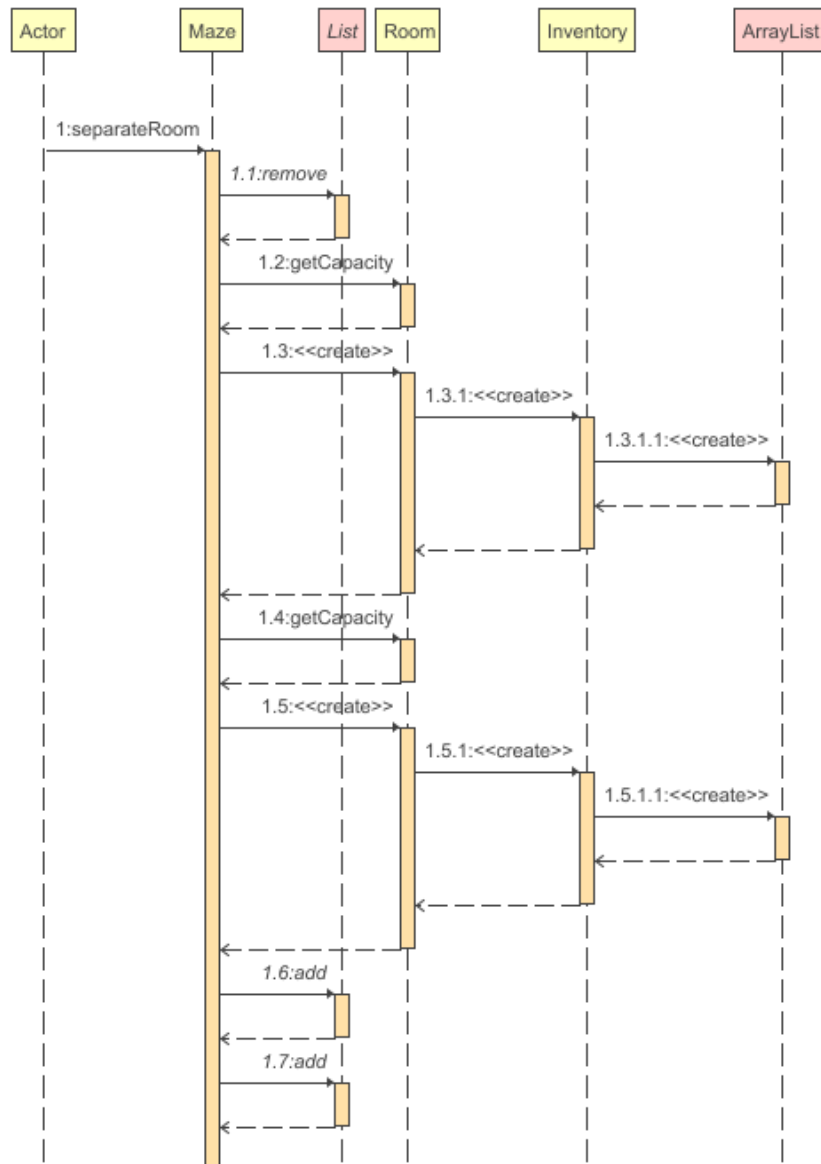 Actor Maze List Room Inventory ArrayList
1:separateRoom
1.1:remove
1.2:getCapacity
1.3:<<create>>
1.3.1:<<create>>
1.3.1.1:<<create>>
1.4:getCapacity
1.5:<<create>>
1.5.1:<<create>>
1.5.1.1:<<create>>
1.6:add
1.7:add